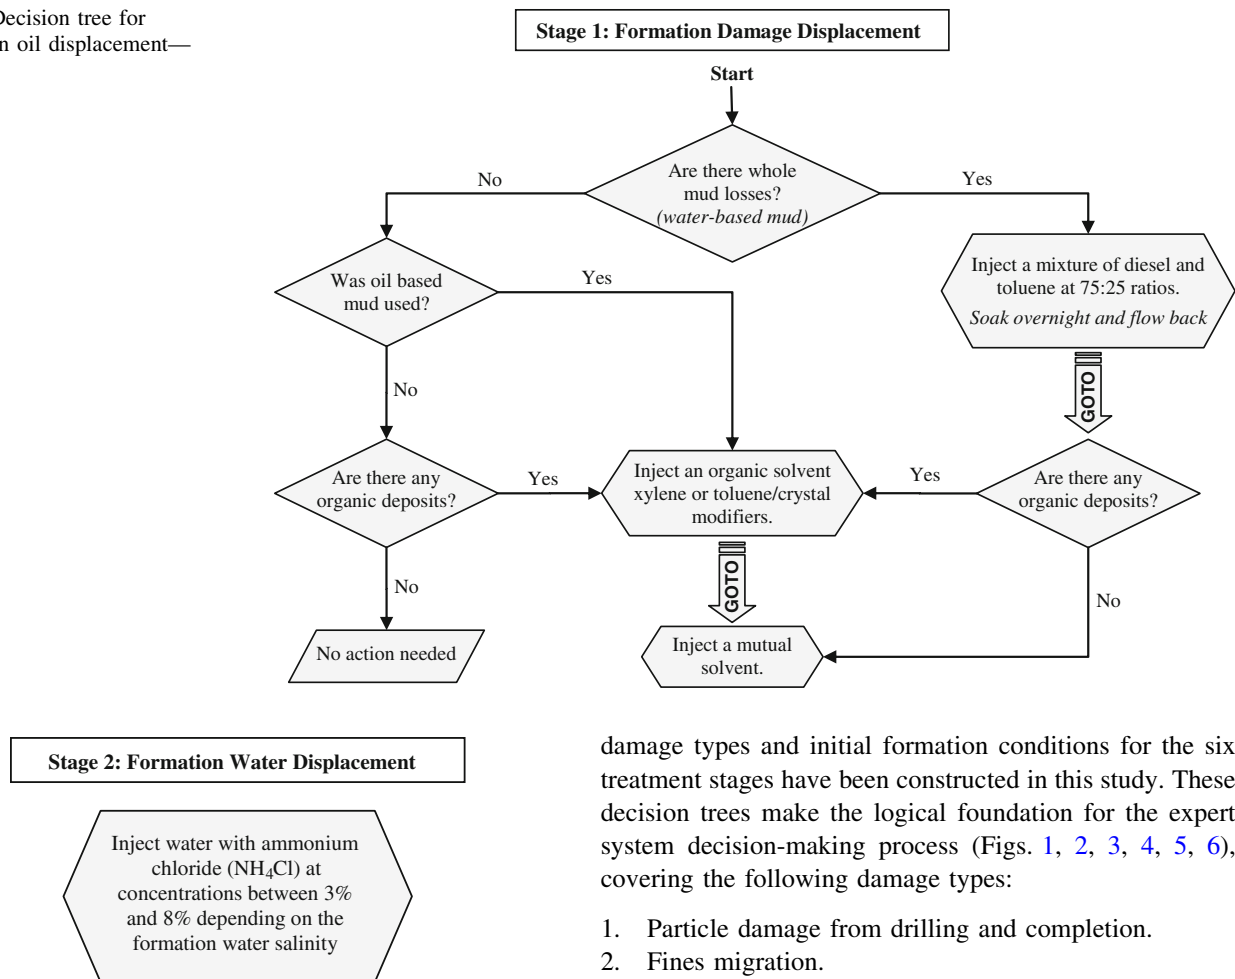 Decision tree for
oil displacement—
Stage 1: Formation Damage Displacement
Start
Are there whole
mud losses?
(water-based mud)
No
Yes
Was oil based
mud used?
Yes
Inject a mixture of diesel and
toluene at 75:25 ratios.
Soak overnight and flow back
No
GOTO
Are there any
organic deposits?
Yes
Inject an organic solvent
xylene or toluene/crystal
modifiers.
Yes
Are there any
organic deposits?
No
GOTO
No
No action needed
Inject a mutual
solvent.
Stage 2: Formation Water Displacement
Inject water with ammonium
chloride (NH₄Cl) at
concentrations between 3%
and 8% depending on the
formation water salinity
damage types and initial formation conditions for the six
treatment stages have been constructed in this study. These
decision trees make the logical foundation for the expert
system decision-making process (Figs. 1, 2, 3, 4, 5, 6),
covering the following damage types:
1. Particle damage from drilling and completion.
2. Fines migration.